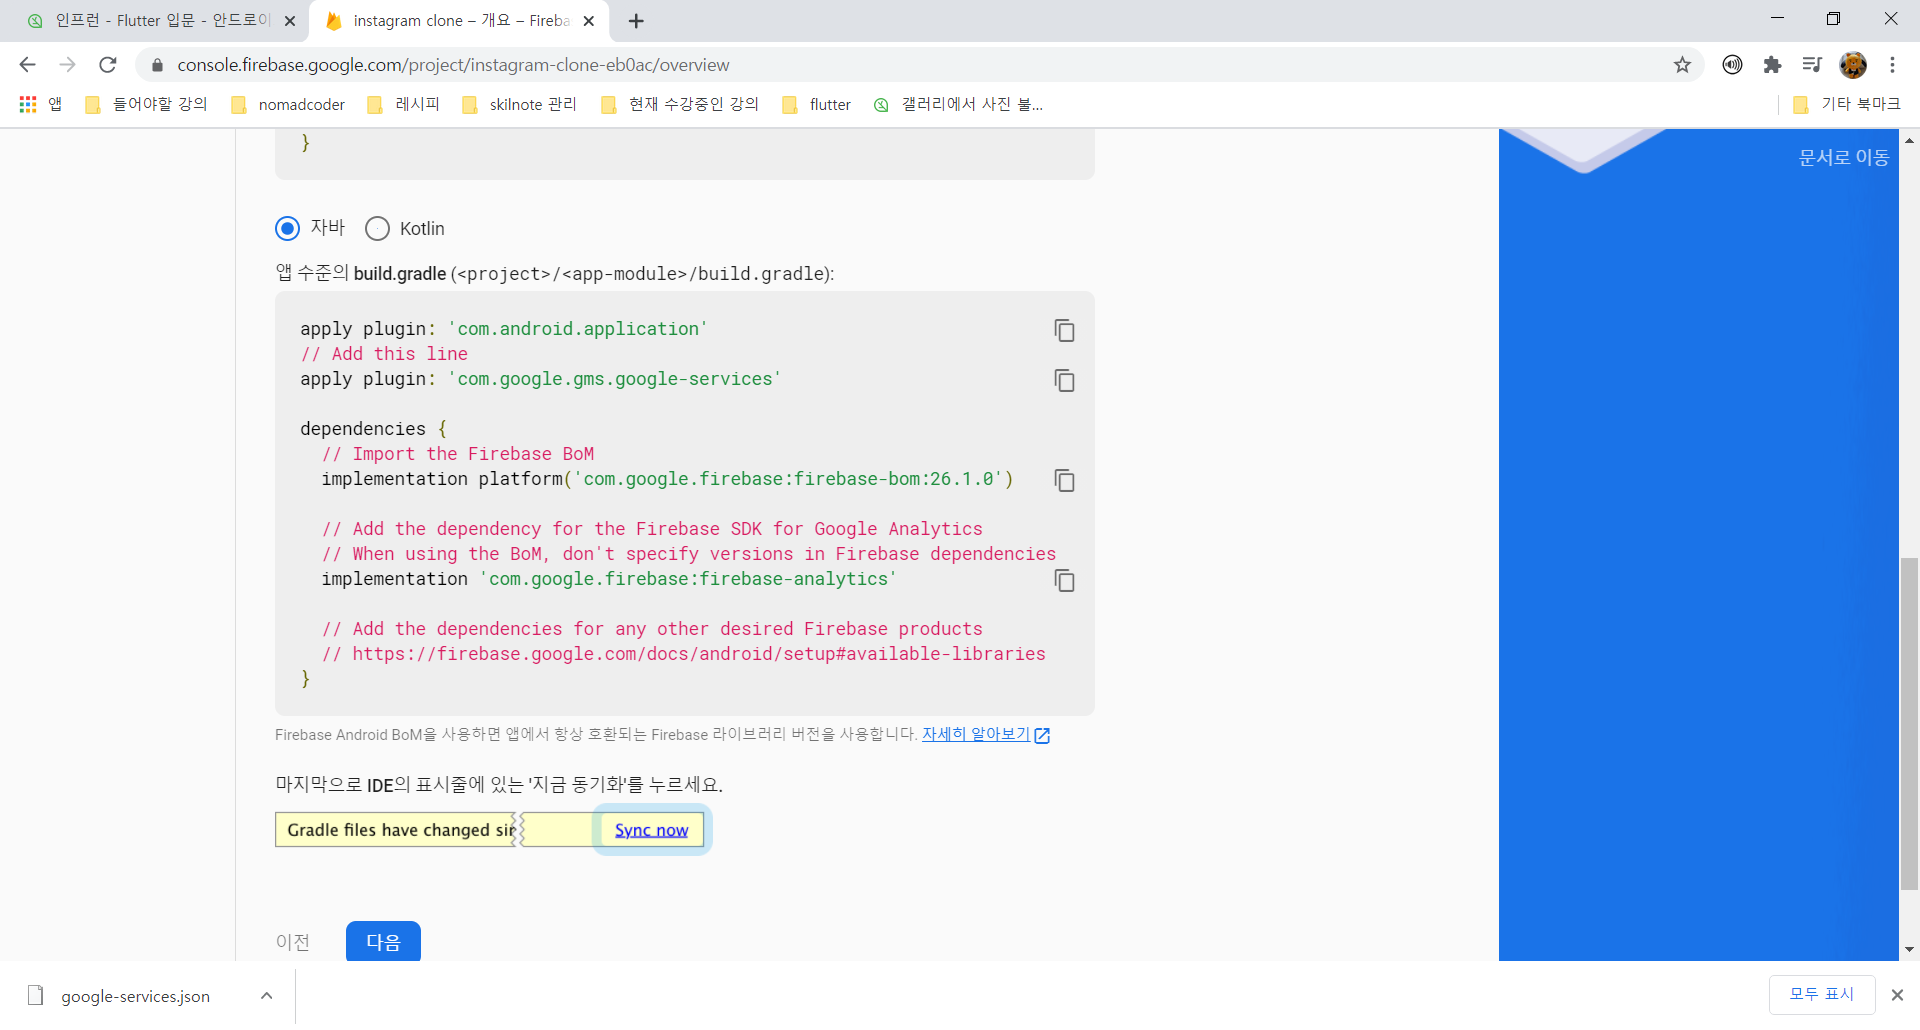 인프런 - Flutter 입문 - 안드로이
instagram clone – 개요 – Fireba
console.firebase.google.com/project/instagram-clone-eb0ac/overview
앱
들어야할 강의
nomadcoder
레시피
skilnote 관리
현재 수강중인 강의
flutter
갤러리에서 사진 불...
기타 북마크
}
문서로 이동
자바
Kotlin
앱 수준의 build.gradle (<project>/<app-module>/build.gradle):
apply plugin: 'com.android.application'
// Add this line
apply plugin: 'com.google.gms.google-services'
dependencies {
// Import the Firebase BoM
implementation platform('com.google.firebase:firebase-bom:26.1.0')
// Add the dependency for the Firebase SDK for Google Analytics
// When using the BoM, don't specify versions in Firebase dependencies
implementation 'com.google.firebase:firebase-analytics'
// Add the dependencies for any other desired Firebase products
// https://firebase.google.com/docs/android/setup#available-libraries
}
Firebase Android BoM을 사용하면 앱에서 항상 호환되는 Firebase 라이브러리 버전을 사용합니다. 자세히 알아보기
마지막으로 IDE의 표시줄에 있는 '지금 동기화'를 누르세요.
Gradle files have changed sin
Sync now
이전
다음
google-services.json
모두 표시